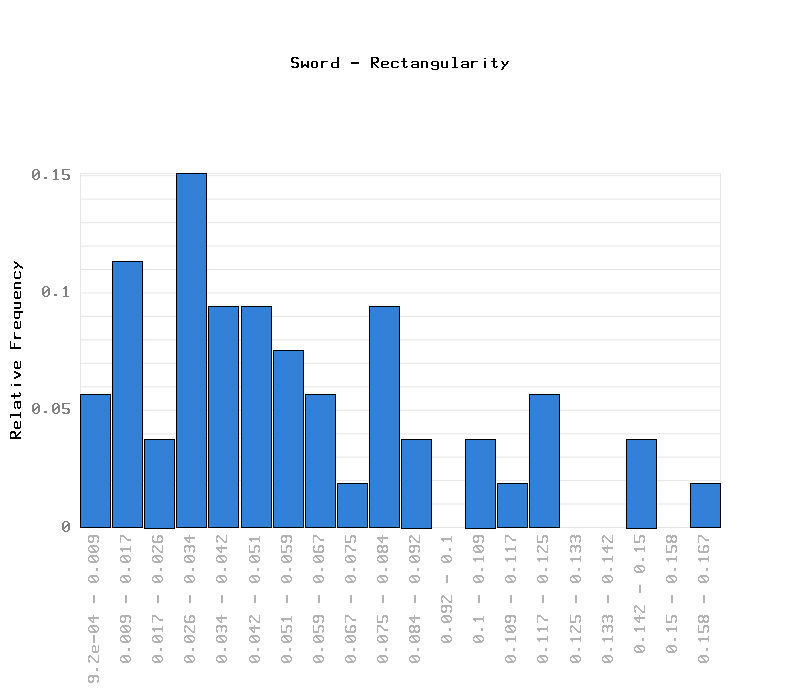 Sword - Rectangularity
Relative Frequency
0.15
0.1
0.05
0
9.2e-04 - 0.009
0.009 - 0.017
0.017 - 0.026
0.026 - 0.034
0.034 - 0.042
0.042 - 0.051
0.051 - 0.059
0.059 - 0.067
0.067 - 0.075
0.075 - 0.084
0.084 - 0.092
0.092 - 0.1
0.1 - 0.109
0.109 - 0.117
0.117 - 0.125
0.125 - 0.133
0.133 - 0.142
0.142 - 0.15
0.15 - 0.158
0.158 - 0.167